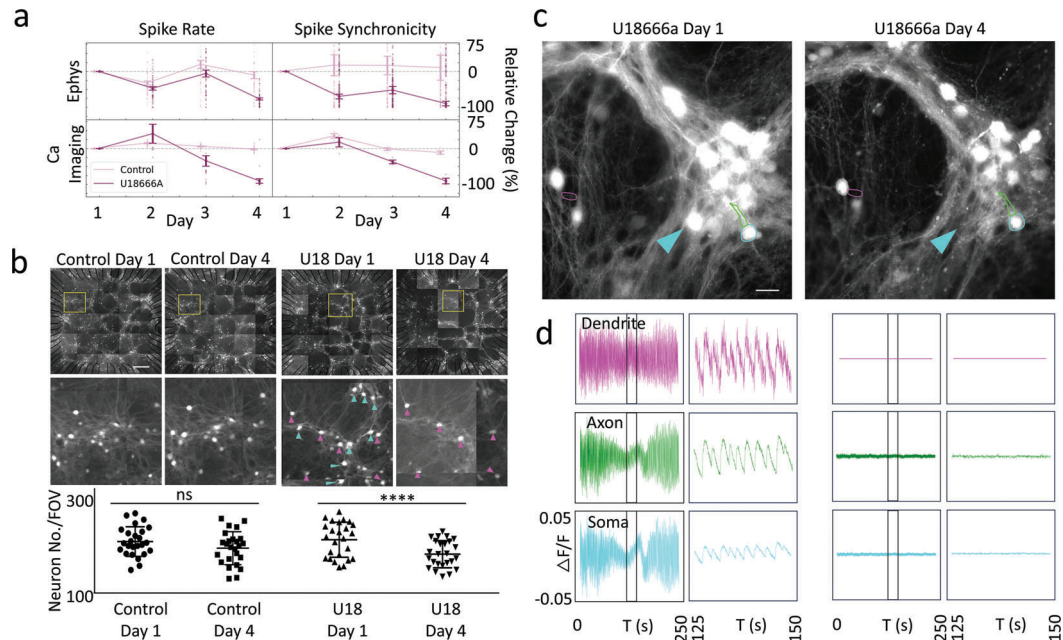 a
Spike Rate
Spike Synchronicity
Ephys
Ca
Imaging
75
0
-100
75
0
-100
Relative Change (%)
Control
U18666A
1
2
3
4
1
2
3
4
Day
Day
b
Control Day 1
Control Day 4
U18 Day 1
U18 Day 4
Neuron No./FOV
300
100
ns
****
Control
Day 1
Control
Day 4
U18
Day 1
U18
Day 4
c
U18666a Day 1
U18666a Day 4
d
Dendrite
Axon
Soma
0.05
△F/F
-0.05
0
T (s)
250
125
T (s)
150
0
T (s)
250
125
T (s)
150